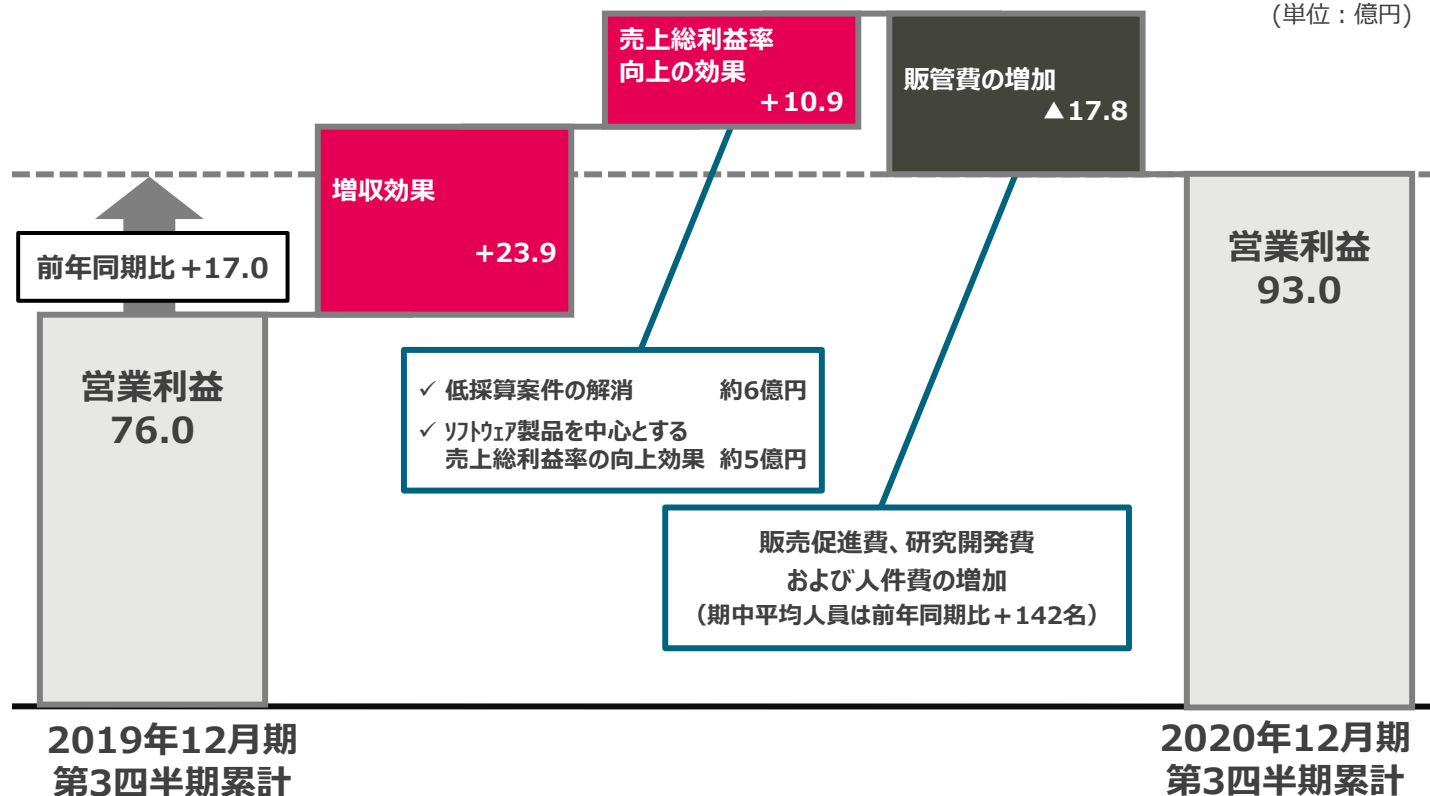 (単位：億円)
売上総利益率
向上の効果
+10.9
販管費の増加
▲17.8
増収効果
+23.9
前年同期比+17.0
営業利益
76.0
営業利益
93.0
✓ 低採算案件の解消 約6億円
✓ ｿﾌﾄｳｪｱ製品を中心とする
売上総利益率の向上効果 約5億円
販売促進費、研究開発費
および人件費の増加
（期中平均人員は前年同期比＋142名）
2019年12月期
第3四半期累計
2020年12月期
第3四半期累計